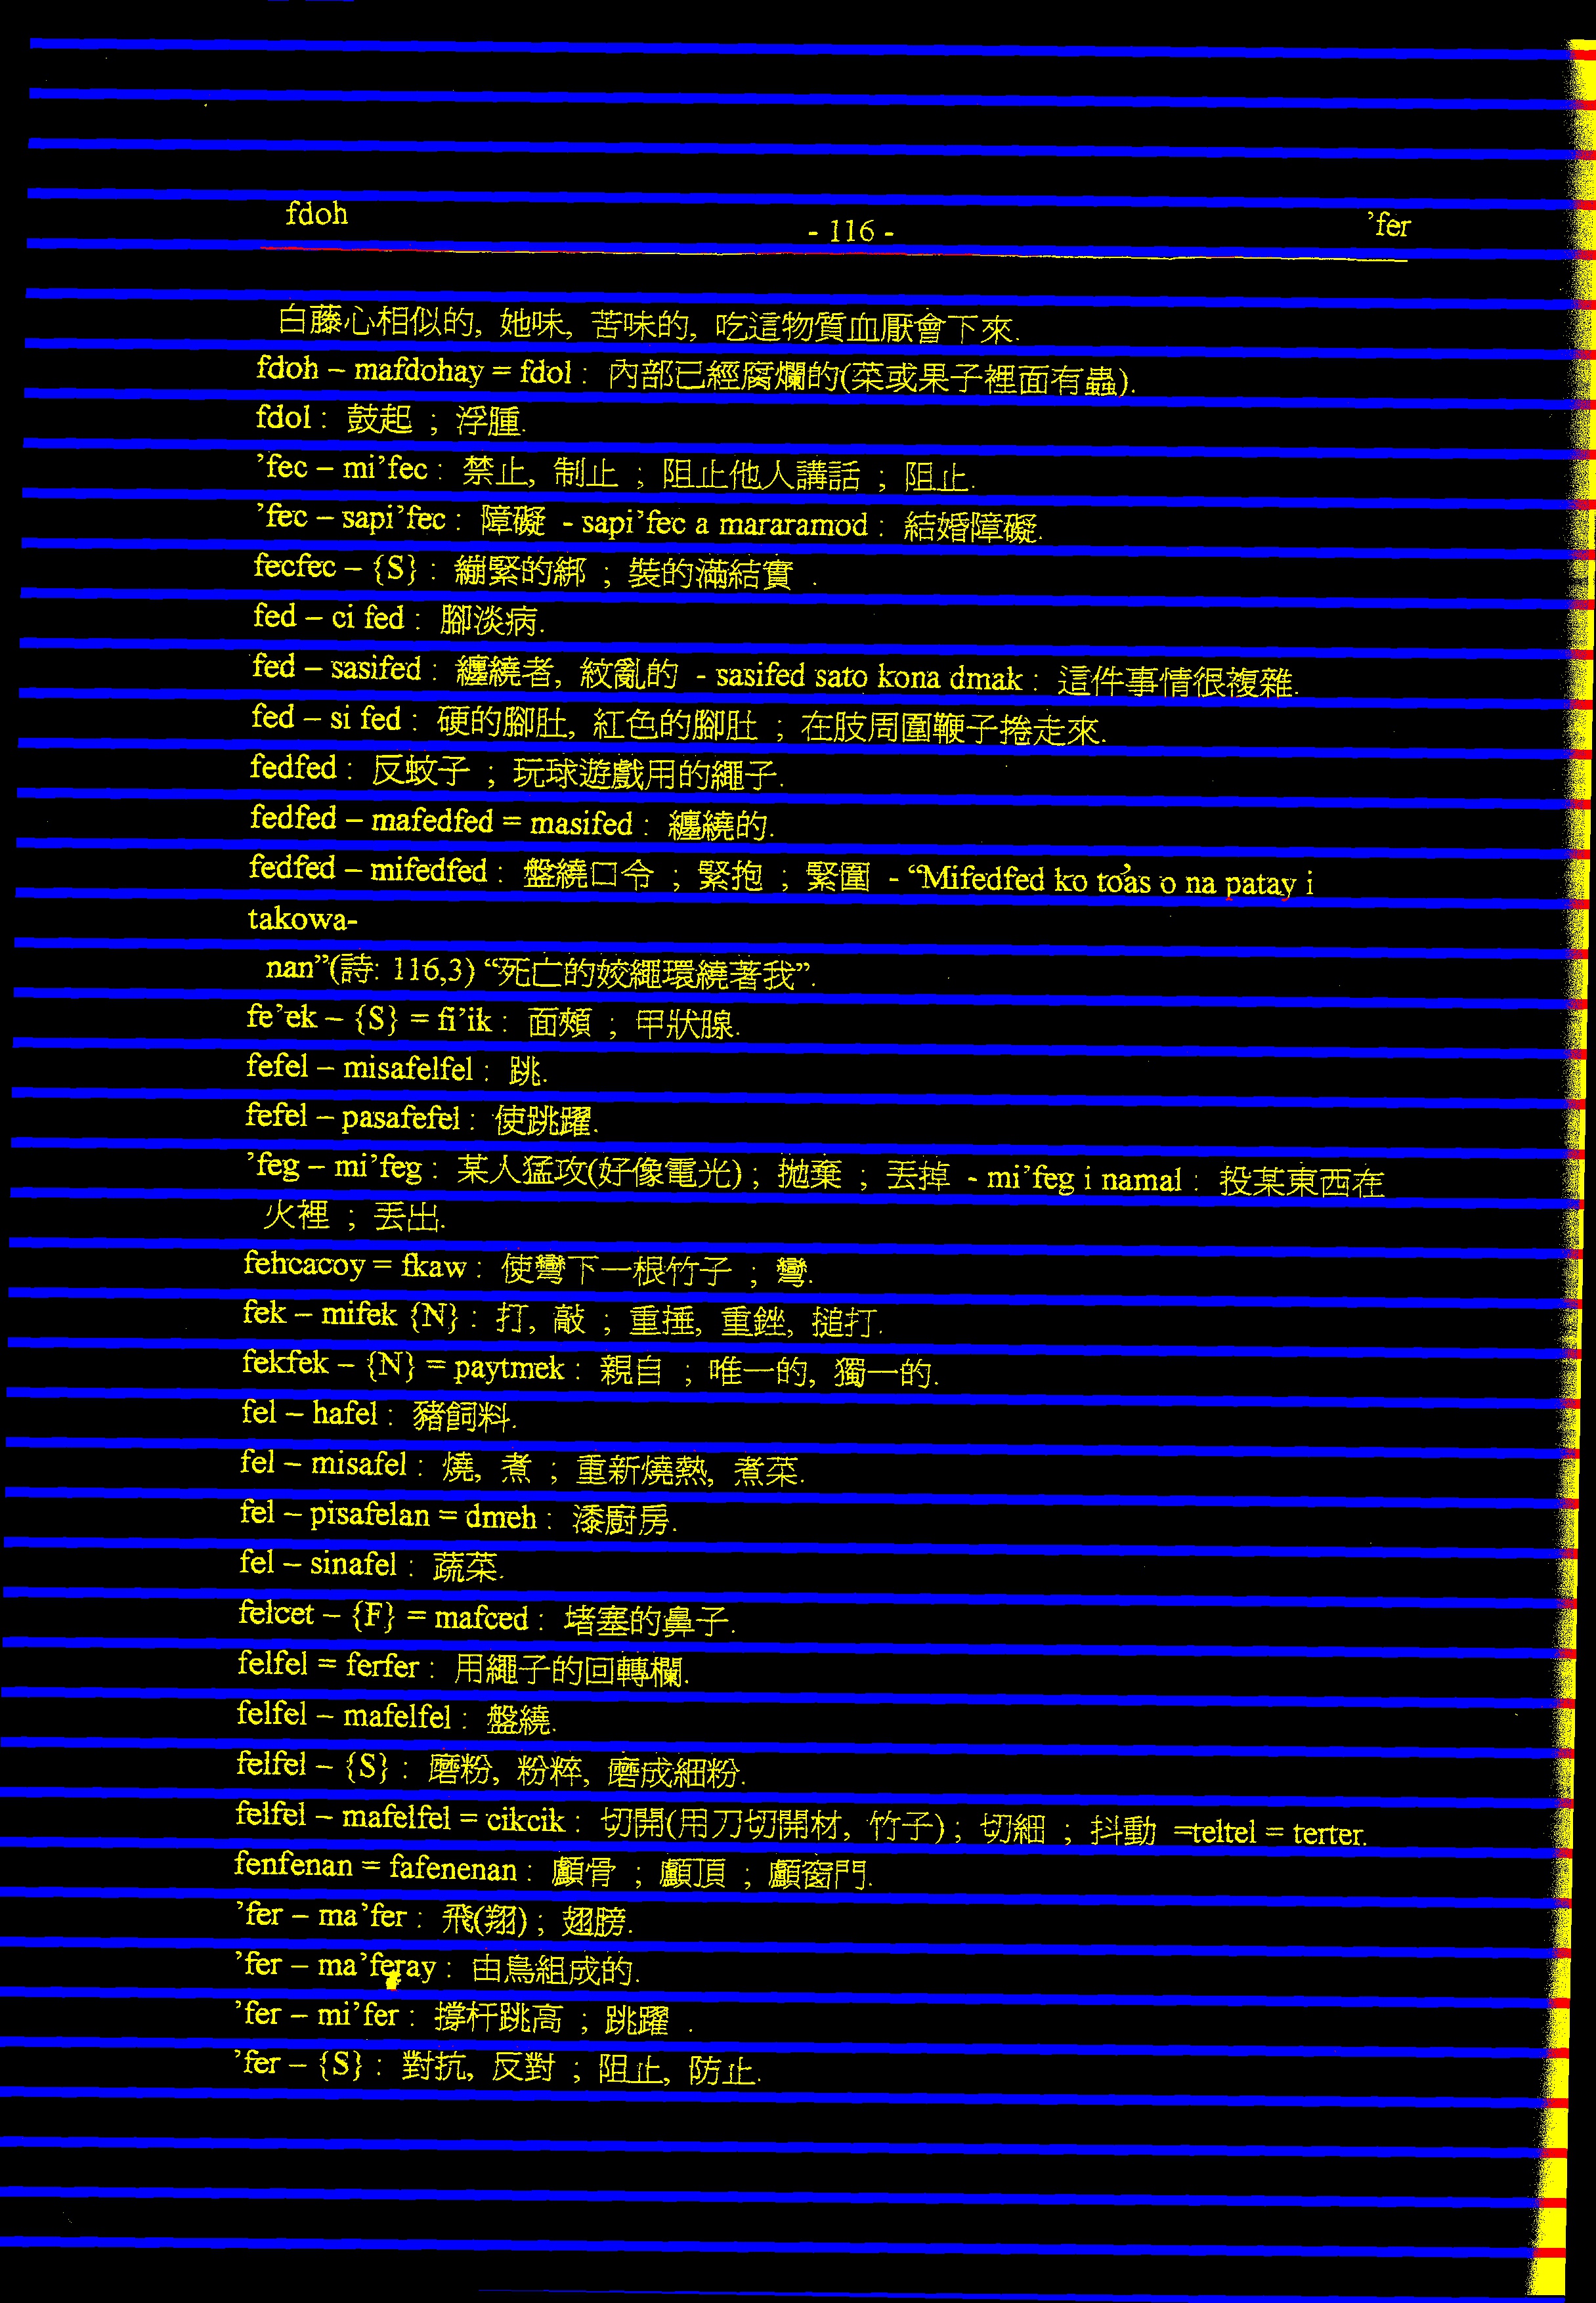 fdoh - 116 - ’fer
白藤心相似的, 她味, 苦味的, 吃這物質血厭會下來.
fdoh – mafdohay = fdol : 內部已經腐爛的(菜或果子裡面有蟲).
fdol : 鼓起 ; 浮腫.
’fec – mi’fec : 禁止, 制止 ; 阻止他人講話 ; 阻止.
’fec – sapi’fec : 障礙 - sapi’fec a mararamod : 結婚障礙.
fecfec – {S} : 繃緊的綁 ; 裝的滿結實 .
fed – ci fed : 腳淡病.
fed – sasifed : 纏繞者, 紋亂的 - sasifed sato kona dmak : 這件事情很複雜.
fed – si fed : 硬的腳肚, 紅色的腳肚 ; 在肢周圍鞭子捲走來.
fedfed : 反蚊子 ; 玩球遊戲用的繩子.
fedfed – mafedfed = masifed : 纏繞的.
fedfed – mifedfed : 盤繞口令 ; 緊抱 ; 緊圍 - “Mifedfed ko to’as o na patay i
takowa-
nan”(詩: 116,3) “死亡的姣繩環繞著我”.
fe’ek – {S} = fi’ik : 面頰 ; 甲狀腺.
fefel – misafelfel : 跳.
fefel – pasafefel : 使跳躍.
’feg – mi’feg : 某人猛攻(好像電光) ; 拋棄 ; 丟掉 - mi’feg i namal : 投某東西在
火裡 ; 丟出.
fehcacoy = fkaw : 使彎下一根竹子 ; 彎.
fek – mifek {N} : 打, 敲 ; 重捶, 重銼, 搥打.
fekfek – {N} = paytmek : 親自 ; 唯一的, 獨一的.
fel – hafel : 豬飼料.
fel – misafel : 燒, 煮 ; 重新燒熱, 煮菜.
fel – pisafelan = dmeh : 漆廚房.
fel – sinafel : 蔬菜.
felcet – {F} = mafced : 堵塞的鼻子.
felfel = ferfer : 用繩子的回轉欄.
felfel – mafelfel : 盤繞.
felfel – {S} : 磨粉, 粉粹, 磨成細粉.
felfel – mafelfel = cikcik : 切開(用刀切開材, 竹子) ; 切細 ; 抖動 =teltel = terter.
fenfenan = fafenenan : 顱骨 ; 顱頂 ; 顱窗門.
’fer – ma’fer : 飛(翔) ; 翅膀.
’fer – ma’feray : 由鳥組成的.
’fer – mi’fer : 撐杆跳高 ; 跳躍 .
’fer – {S} : 對抗, 反對 ; 阻止, 防止.